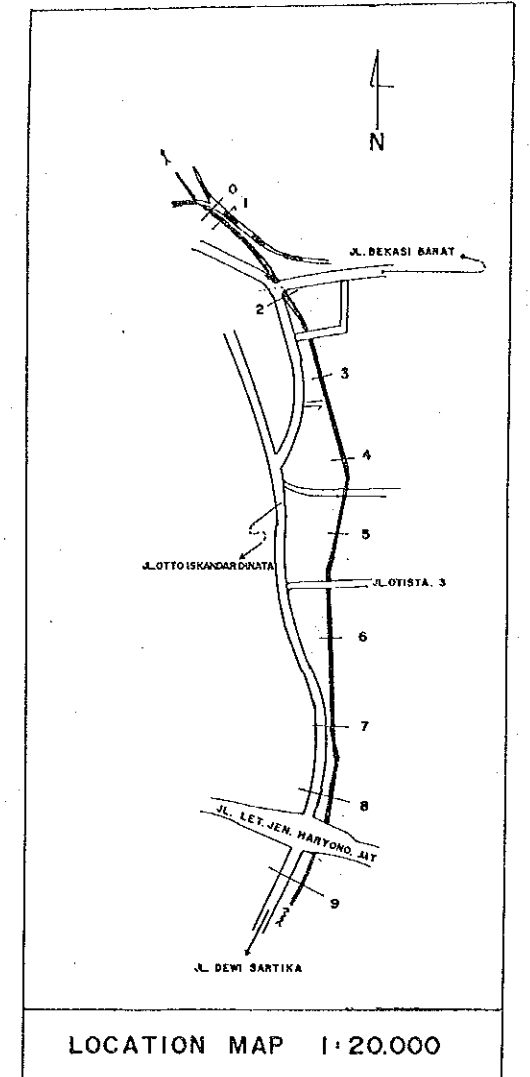 N
0
1
JL. BEKASI BARAT
2
3
4
5
JL. OTTO ISKANDARDINATA
JL. OTISTA. 3
6
7
8
JL. LET. JEN. HARYONO. MT
9
JL. DEWI SARTIKA
LOCATION MAP 1:20.000